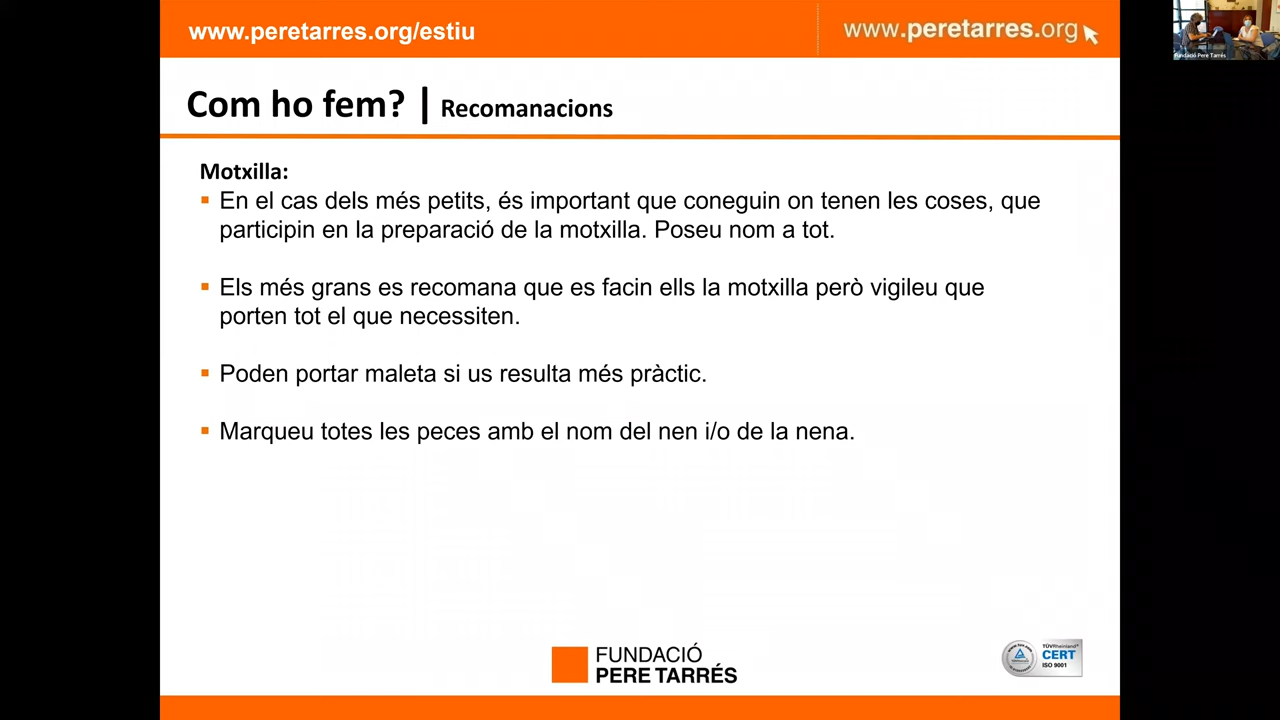 www.peretarres.org/estiu
www.peretarres.org
Fundació Pere Tarrés
Com ho fem? | Recomanacions
Motxilla:
▪ En el cas dels més petits, és important que coneguin on tenen les coses, que
participin en la preparació de la motxilla. Poseu nom a tot.
▪ Els més grans es recomana que es facin ells la motxilla però vigileu que
porten tot el que necessiten.
▪ Poden portar maleta si us resulta més pràctic.
▪ Marqueu totes les peces amb el nom del nen i/o de la nena.
FUNDACIÓ
PERE TARRÉS
TÜVRheinland
CERT
ISO 9001